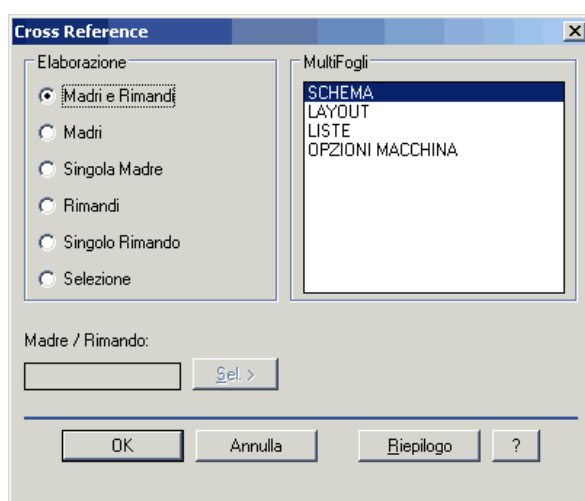 Cross Reference
Elaborazione
Madri e Rimandi
Madri
Singola Madre
Rimandi
Singolo Rimando
Selezione
MultiFogli
SCHEMA
LAYOUT
LISTE
OPZIONI MACCHINA
Madre / Rimando:
Sel. >
OK Annulla Riepilogo ?